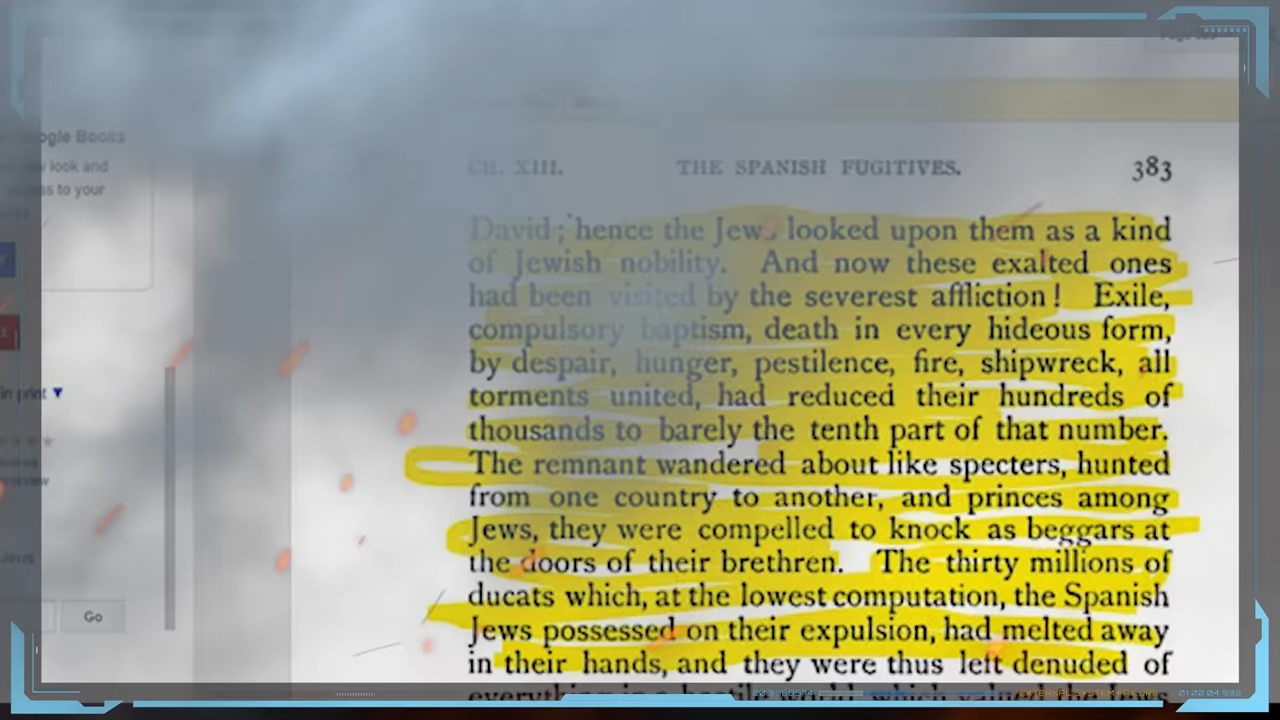 Google Books
look and
to your
in print ▼
Go
CH. XIII. THE SPANISH FUGITIVES. 383
David; hence the Jews looked upon them as a kind
of Jewish nobility. And now these exalted ones
had been visited by the severest affliction! Exile,
compulsory baptism, death in every hideous form,
by despair, hunger, pestilence, fire, shipwreck, all
torments united, had reduced their hundreds of
thousands to barely the tenth part of that number.
The remnant wandered about like specters, hunted
from one country to another, and princes among
Jews, they were compelled to knock as beggars at
the doors of their brethren. The thirty millions of
ducats which, at the lowest computation, the Spanish
Jews possessed on their expulsion, had melted away
in their hands, and they were thus left denuded of